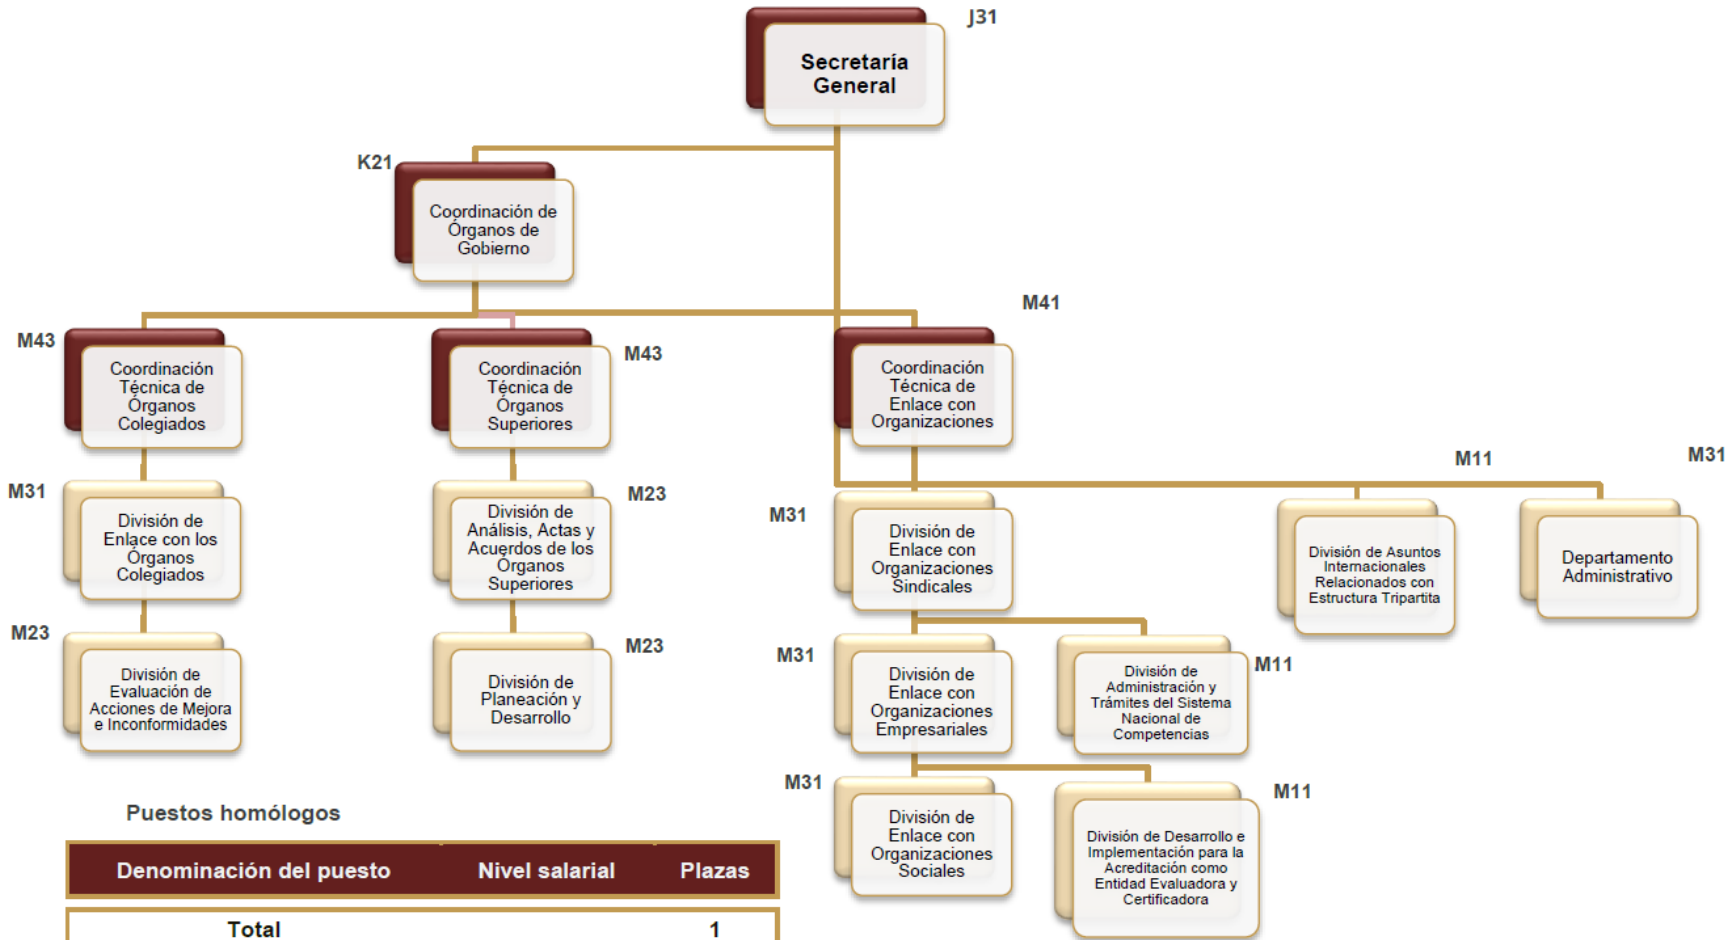 J31
Secretaría
General
K21
Coordinación de
Órganos de
Gobierno
M41
M43
Coordinación
Técnica de
Órganos
Colegiados
M43
Coordinación
Técnica de
Órganos
Superiores
Coordinación
Técnica de
Enlace con
Organizaciones
M11
M31
M31
División de
Enlace con los
Órganos
Colegiados
M23
División de
Análisis, Actas y
Acuerdos de los
Órganos
Superiores
M31
División de
Enlace con
Organizaciones
Sindicales
División de Asuntos
Internacionales
Relacionados con
Estructura Tripartita
Departamento
Administrativo
M23
División de
Evaluación de
Acciones de Mejora
e Inconformidades
M23
División de
Planeación y
Desarrollo
M31
División de
Enlace con
Organizaciones
Empresariales
M11
División de
Administración y
Trámites del Sistema
Nacional de
Competencias
M31
División de
Enlace con
Organizaciones
Sociales
M11
División de Desarrollo e
Implementación para la
Acreditación como
Entidad Evaluadora y
Certificadora
Puestos homólogos
Denominación del puesto Nivel salarial Plazas
Total 1